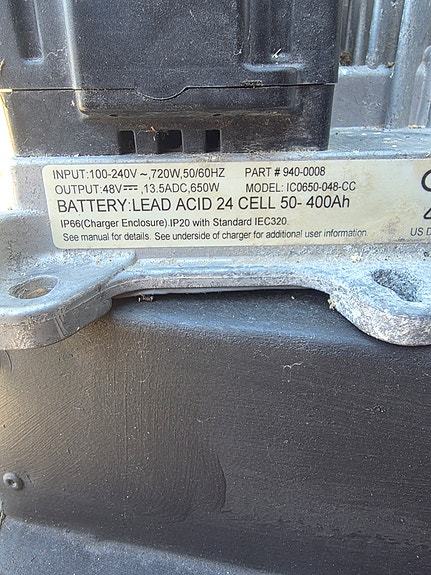 INPUT:100-240V ~,720W,50/60HZ PART # 940-0008
OUTPUT:48V⎓,13.5ADC,650W MODEL: IC0650-048-CC
BATTERY:LEAD ACID 24 CELL 50- 400Ah
IP66(Charger Enclosure).IP20 with Standard IEC320.
See manual for details. See underside of charger for additional user information.
US D